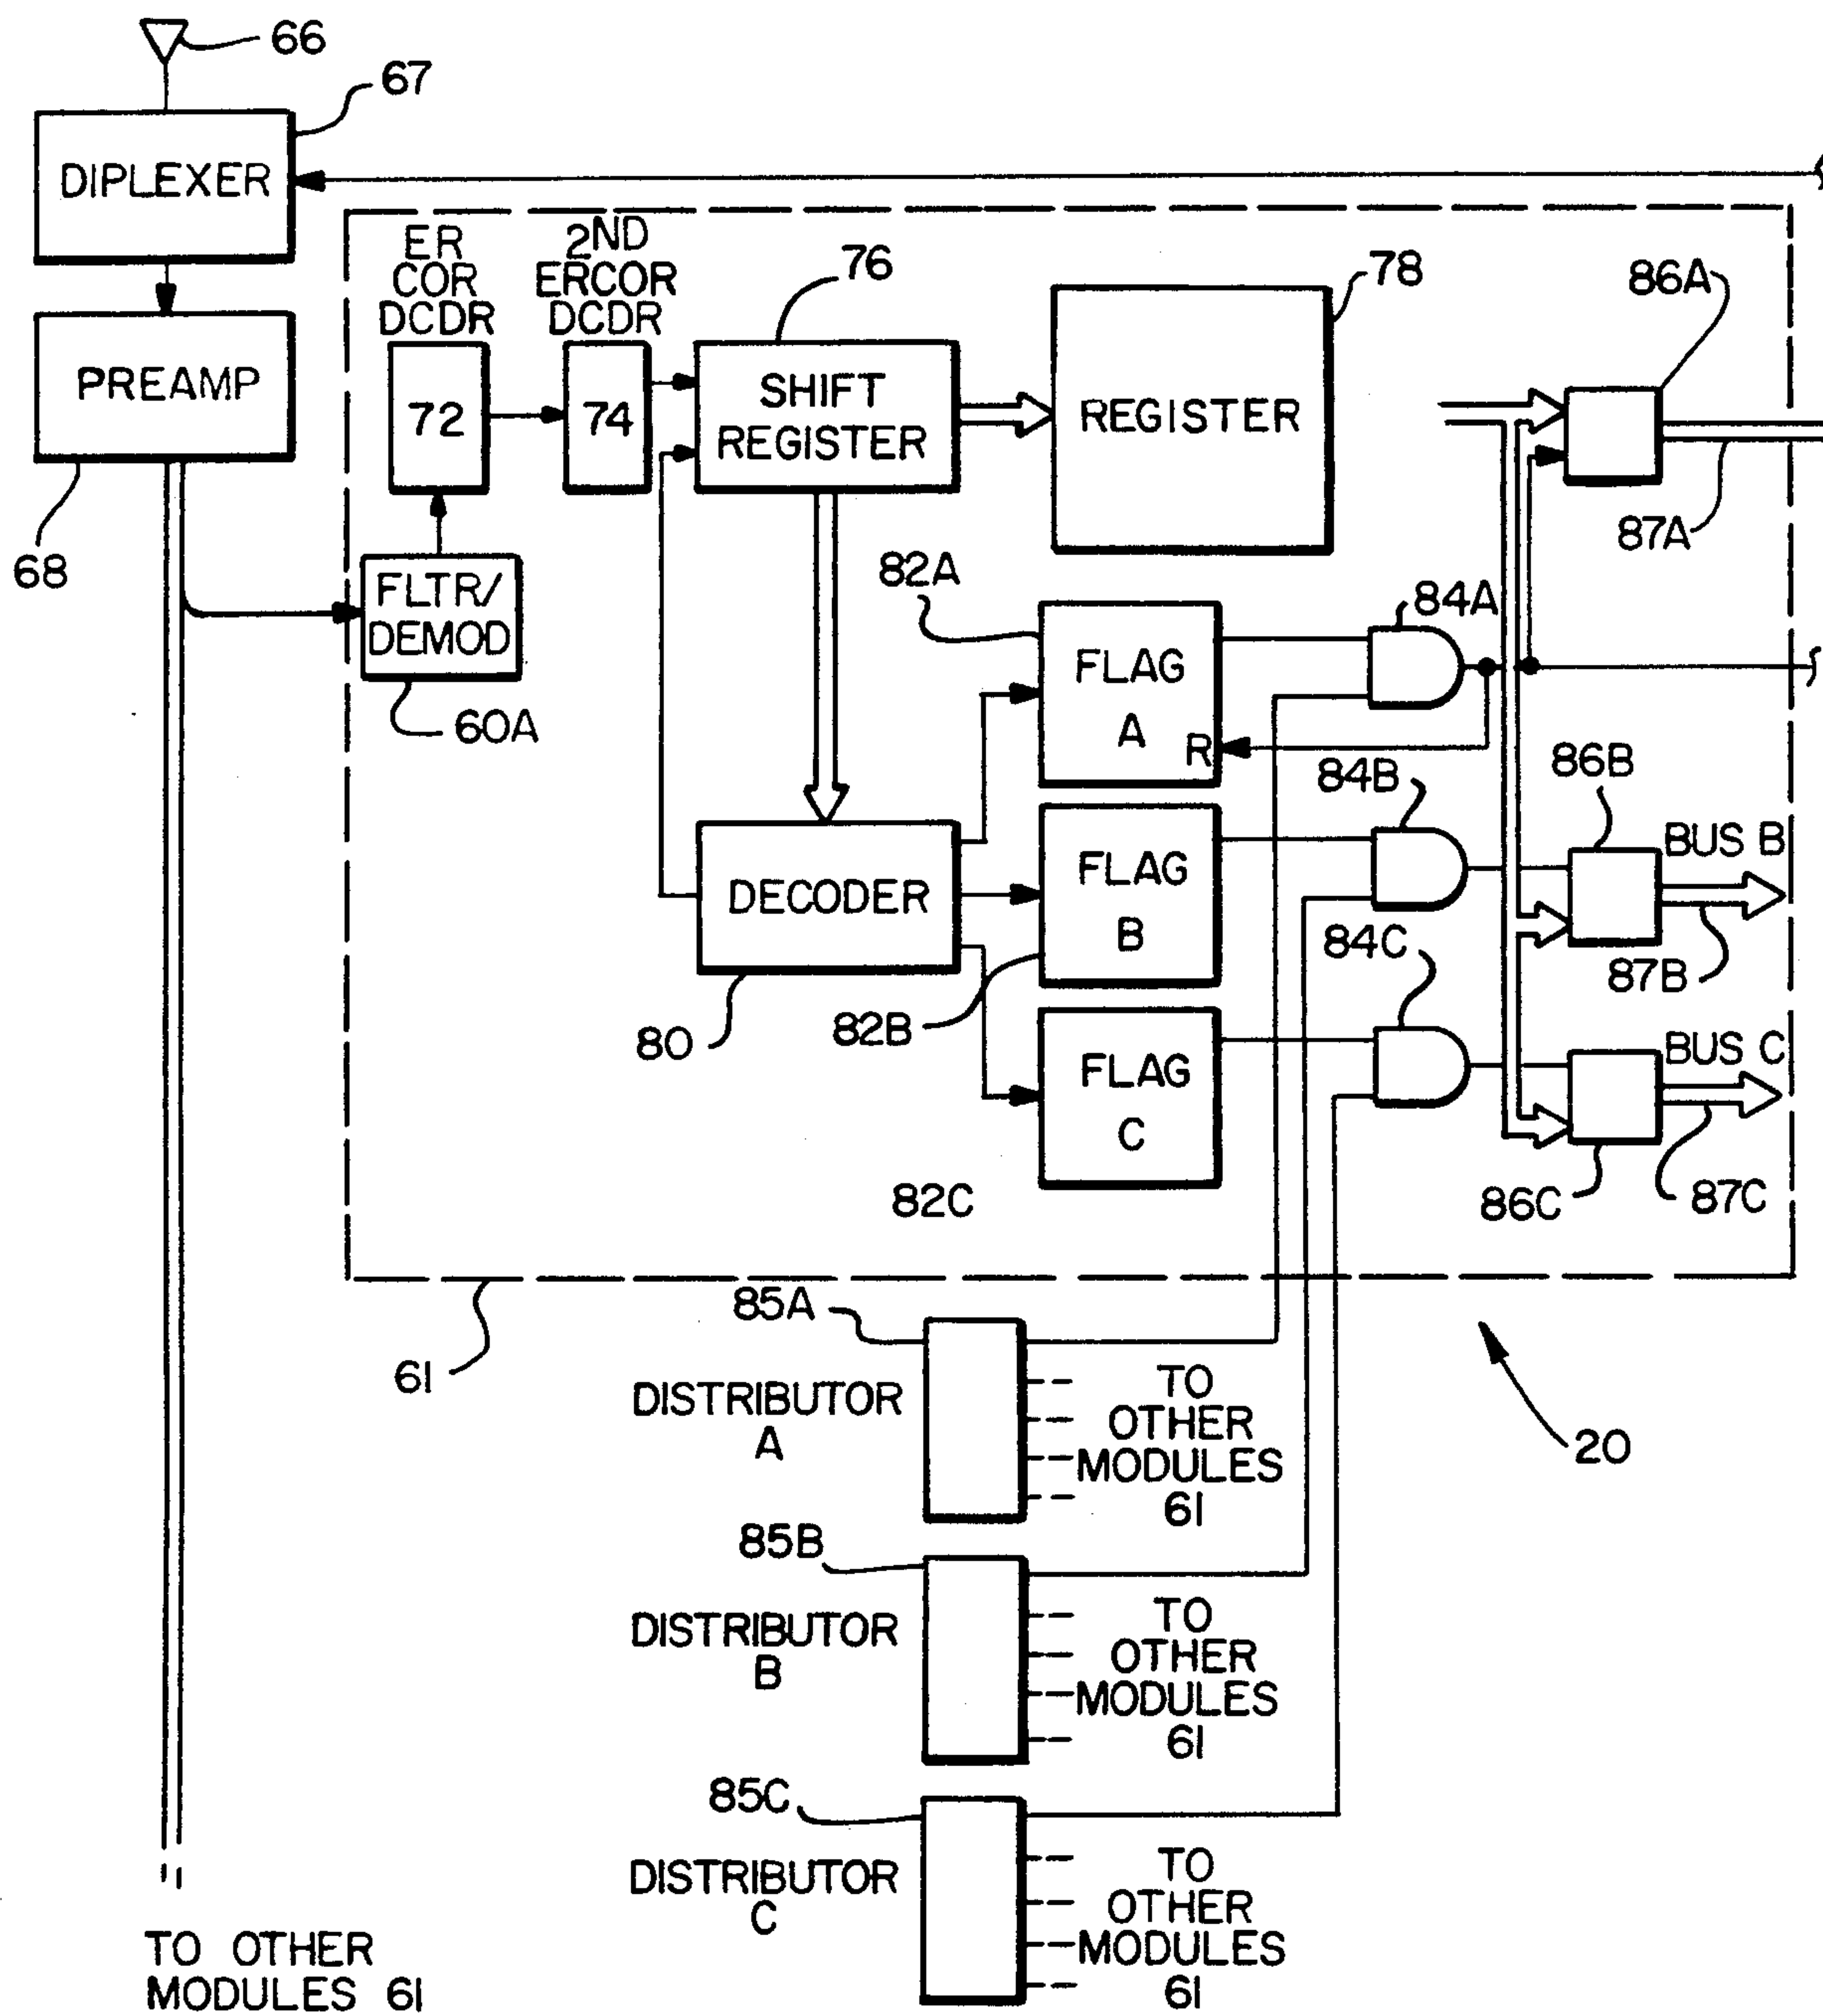 66
67
DIPLEXER
ER
COR
DCDR
2ND
ERCOR
DCDR
76
78
86A
PREAMP
72
74
SHIFT
REGISTER
REGISTER
87A
68
FLTR/
DEMOD
60A
82A
84A
FLAG
A
R
84B
86B
BUS B
DECODER
FLAG
B
84C
87B
80
82B
BUS C
FLAG
C
82C
86C
87C
61
85A
DISTRIBUTOR
A
TO
OTHER
MODULES
61
20
85B
DISTRIBUTOR
B
TO
OTHER
MODULES
61
85C
DISTRIBUTOR
C
TO
OTHER
MODULES
61
TO OTHER
MODULES 61